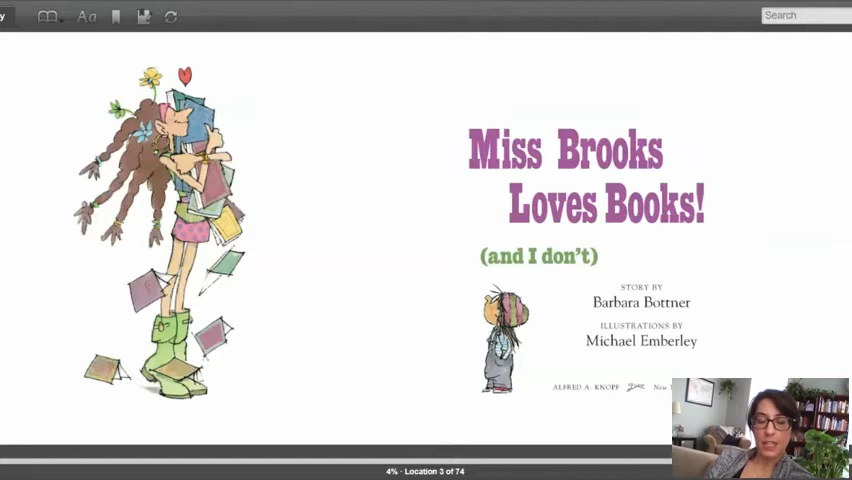 y
Aa
Search
Miss Brooks
Loves Books!
(and I don't)
STORY BY
Barbara Bottner
ILLUSTRATIONS BY
Michael Emberley
ALFRED A. KNOPF
4% · Location 3 of 74